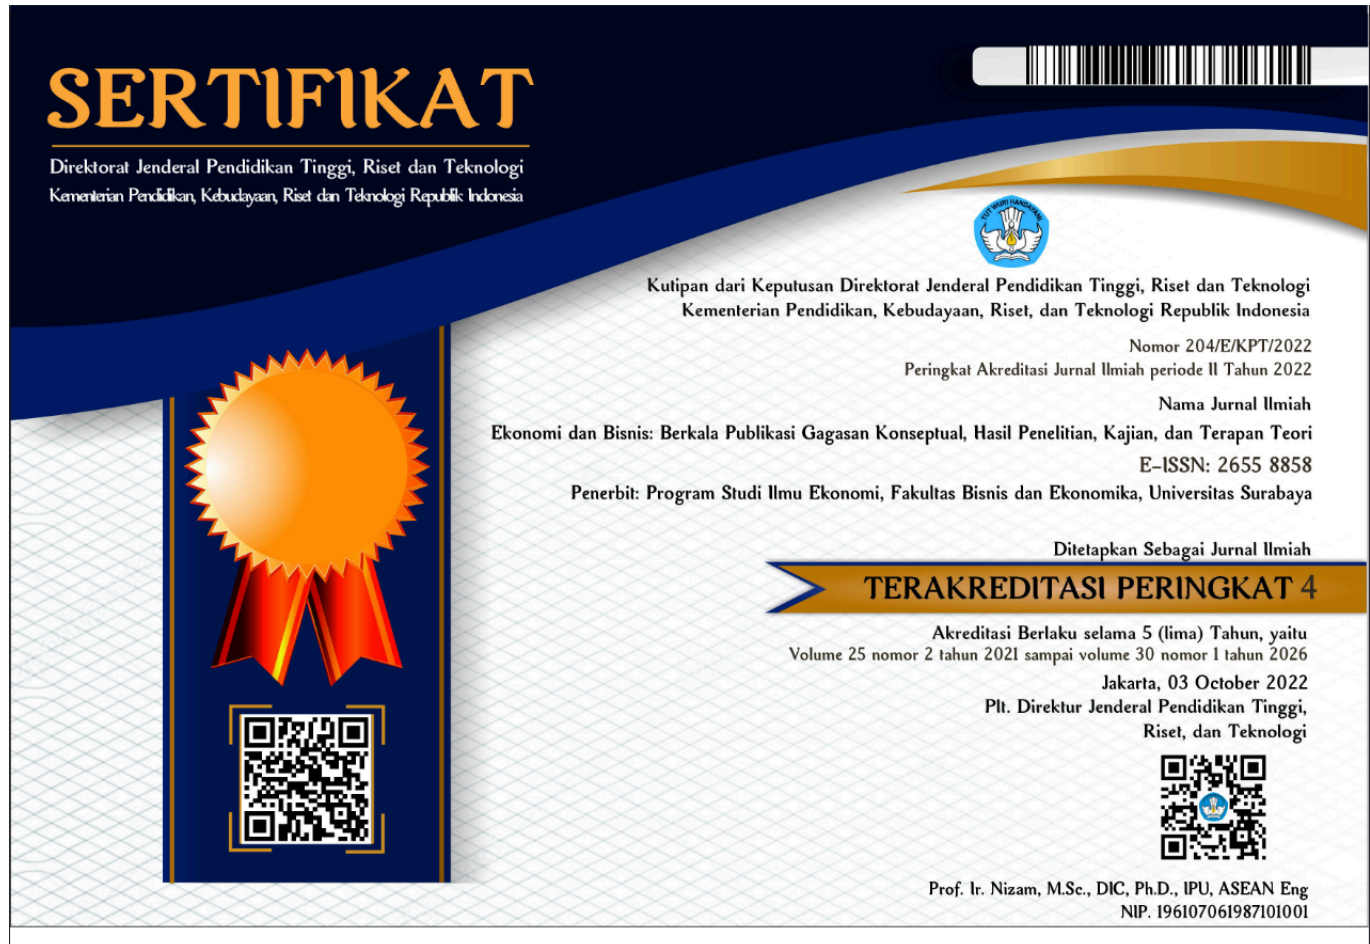 SERTIFIKAT
Direktorat Jenderal Pendidikan Tinggi, Riset dan Teknologi
Kementerian Pendidikan, Kebudayaan, Riset dan Teknologi Republik Indonesia
TUT WURI HANDAYANI
Kutipan dari Keputusan Direktorat Jenderal Pendidikan Tinggi, Riset dan Teknologi
Kementerian Pendidikan, Kebudayaan, Riset, dan Teknologi Republik Indonesia
Nomor 204/E/KPT/2022
Peringkat Akreditasi Jurnal Ilmiah periode II Tahun 2022
Nama Jurnal Ilmiah
Ekonomi dan Bisnis: Berkala Publikasi Gagasan Konseptual, Hasil Penelitian, Kajian, dan Terapan Teori
E-ISSN: 2655 8858
Penerbit: Program Studi Ilmu Ekonomi, Fakultas Bisnis dan Ekonomika, Universitas Surabaya
Ditetapkan Sebagai Jurnal Ilmiah
TERAKREDITASI PERINGKAT 4
Akreditasi Berlaku selama 5 (lima) Tahun, yaitu
Volume 25 nomor 2 tahun 2021 sampai volume 30 nomor 1 tahun 2026
Jakarta, 03 October 2022
Plt. Direktur Jenderal Pendidikan Tinggi,
Riset, dan Teknologi
Prof. Ir. Nizam, M.Sc., DIC, Ph.D., IPU, ASEAN Eng
NIP. 196107061987101001